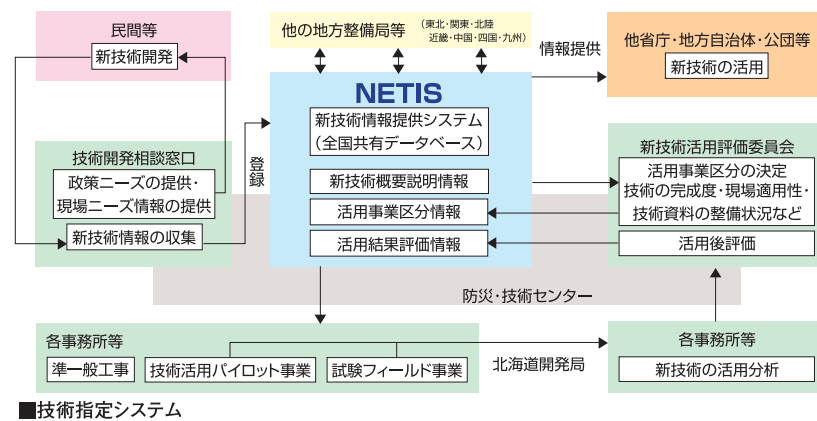 民間等
新技術開発
他の地方整備局等
(東北・関東・北陸
近畿・中国・四国・九州)
情報提供
他省庁・地方自治体・公団等
新技術の活用
NETIS
新技術情報提供システム
(全国共有データベース)
登録
技術開発相談窓口
政策ニーズの提供・
現場ニーズ情報の提供
新技術情報の収集
新技術概要説明情報
活用事業区分情報
活用結果評価情報
新技術活用評価委員会
活用事業区分の決定
技術の完成度・現場適用性・
技術資料の整備状況など
活用後評価
防災・技術センター
各事務所等
準一般工事
技術活用パイロット事業
試験フィールド事業
北海道開発局
各事務所等
新技術の活用分析
■技術指定システム